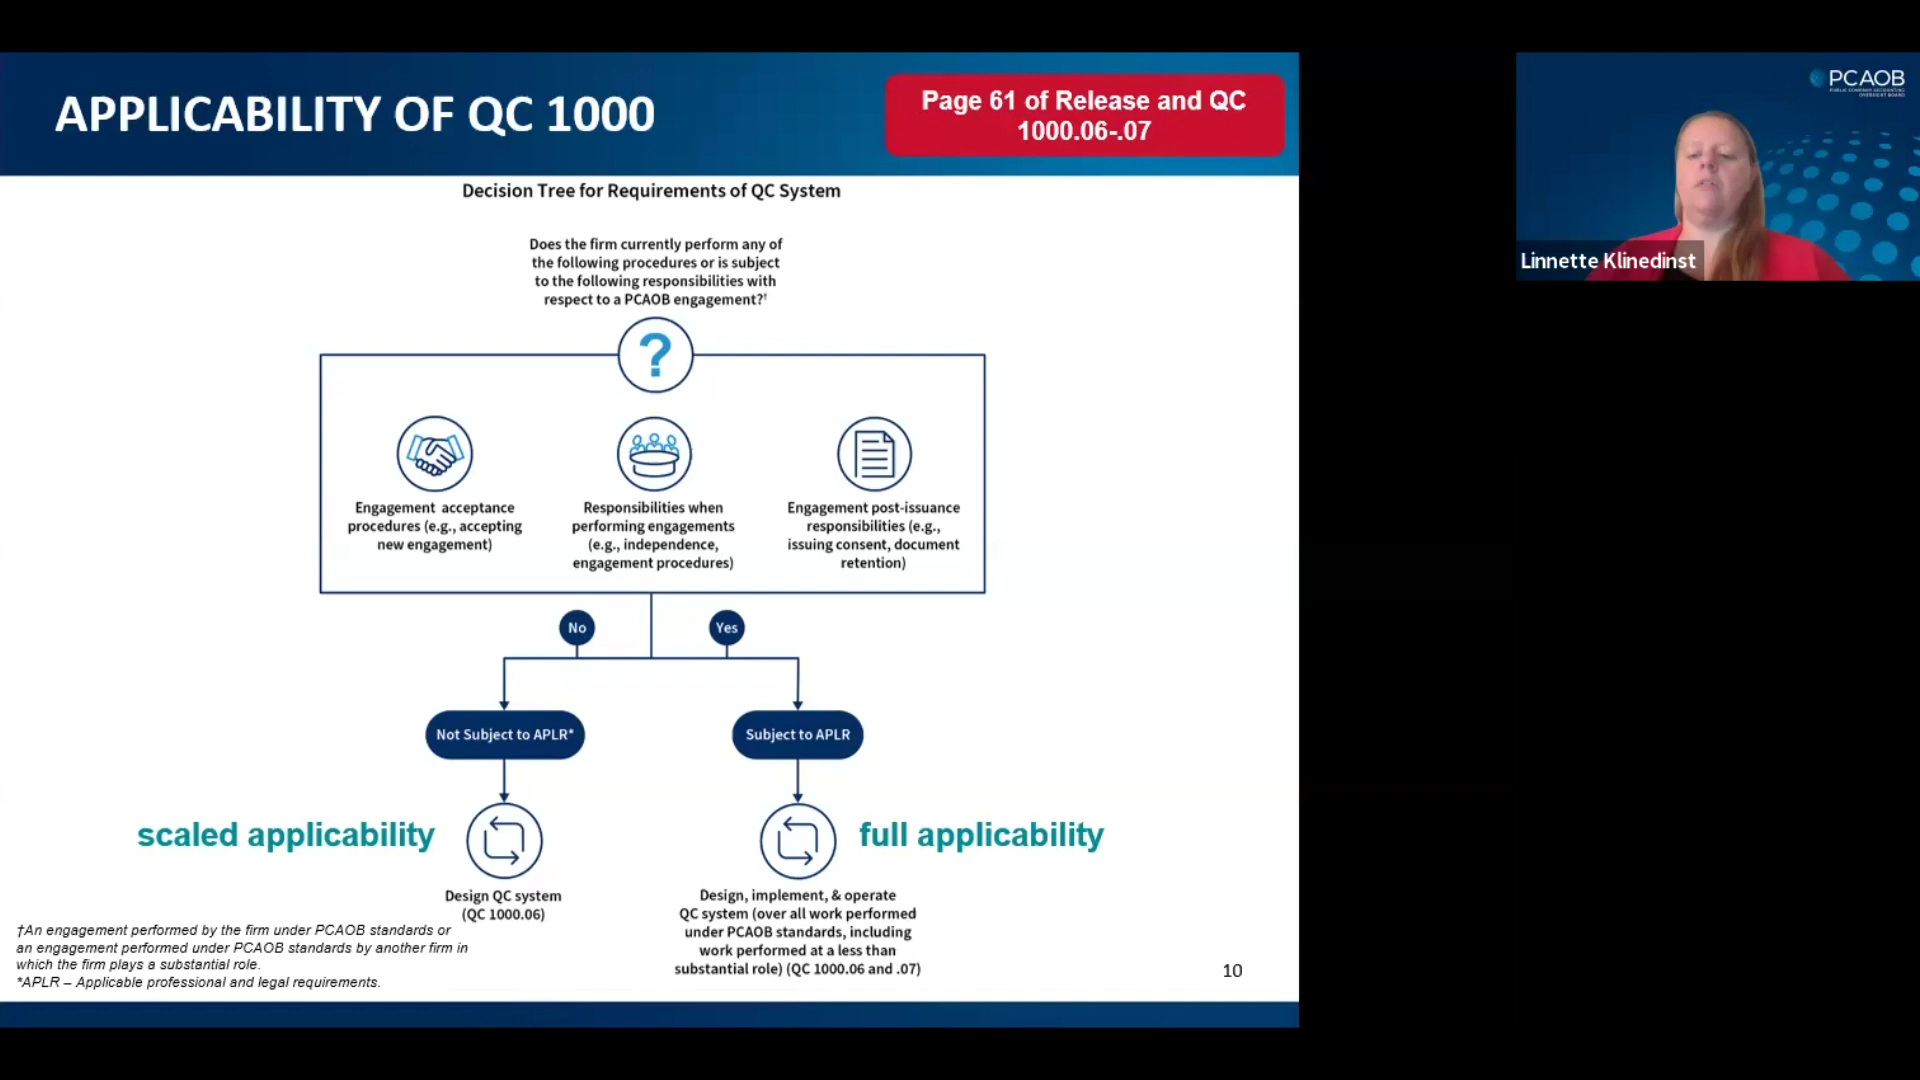 APPLICABILITY OF QC 1000
Page 61 of Release and QC
1000.06-.07
Decision Tree for Requirements of QC System
Does the firm currently perform any of
the following procedures or is subject
to the following responsibilities with
respect to a PCAOB engagement?†
?
Engagement acceptance
procedures (e.g., accepting
new engagement)
Responsibilities when
performing engagements
(e.g., independence,
engagement procedures)
Engagement post-issuance
responsibilities (e.g.,
issuing consent, document
retention)
No
Yes
Not Subject to APLR*
Subject to APLR
scaled applicability
full applicability
Design QC system
(QC 1000.06)
Design, implement, & operate
QC system (over all work performed
under PCAOB standards, including
work performed at a less than
substantial role) (QC 1000.06 and .07)
†An engagement performed by the firm under PCAOB standards or
an engagement performed under PCAOB standards by another firm in
which the firm plays a substantial role.
*APLR – Applicable professional and legal requirements.
10
PCAOB
PUBLIC COMPANY ACCOUNTING
OVERSIGHT BOARD
Linnette Klinedinst